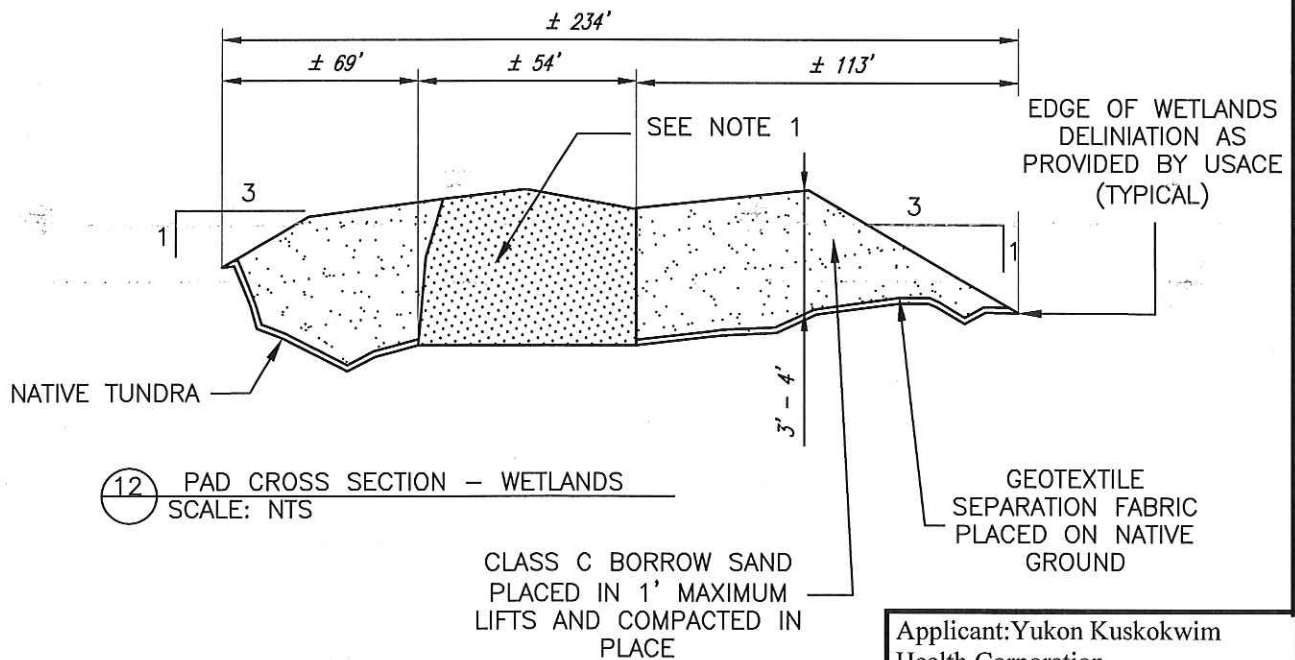 ± 234'
± 69'
± 54'
± 113'
SEE NOTE 1
EDGE OF WETLANDS
DELINIATION AS
PROVIDED BY USACE
(TYPICAL)
3
1
3
1
NATIVE TUNDRA
3' - 4'
12
PAD CROSS SECTION – WETLANDS
SCALE: NTS
GEOTEXTILE
SEPARATION FABRIC
PLACED ON NATIVE
GROUND
CLASS C BORROW SAND
PLACED IN 1' MAXIMUM
LIFTS AND COMPACTED IN
PLACE
Applicant:Yukon Kuskokwim
Health Corporation